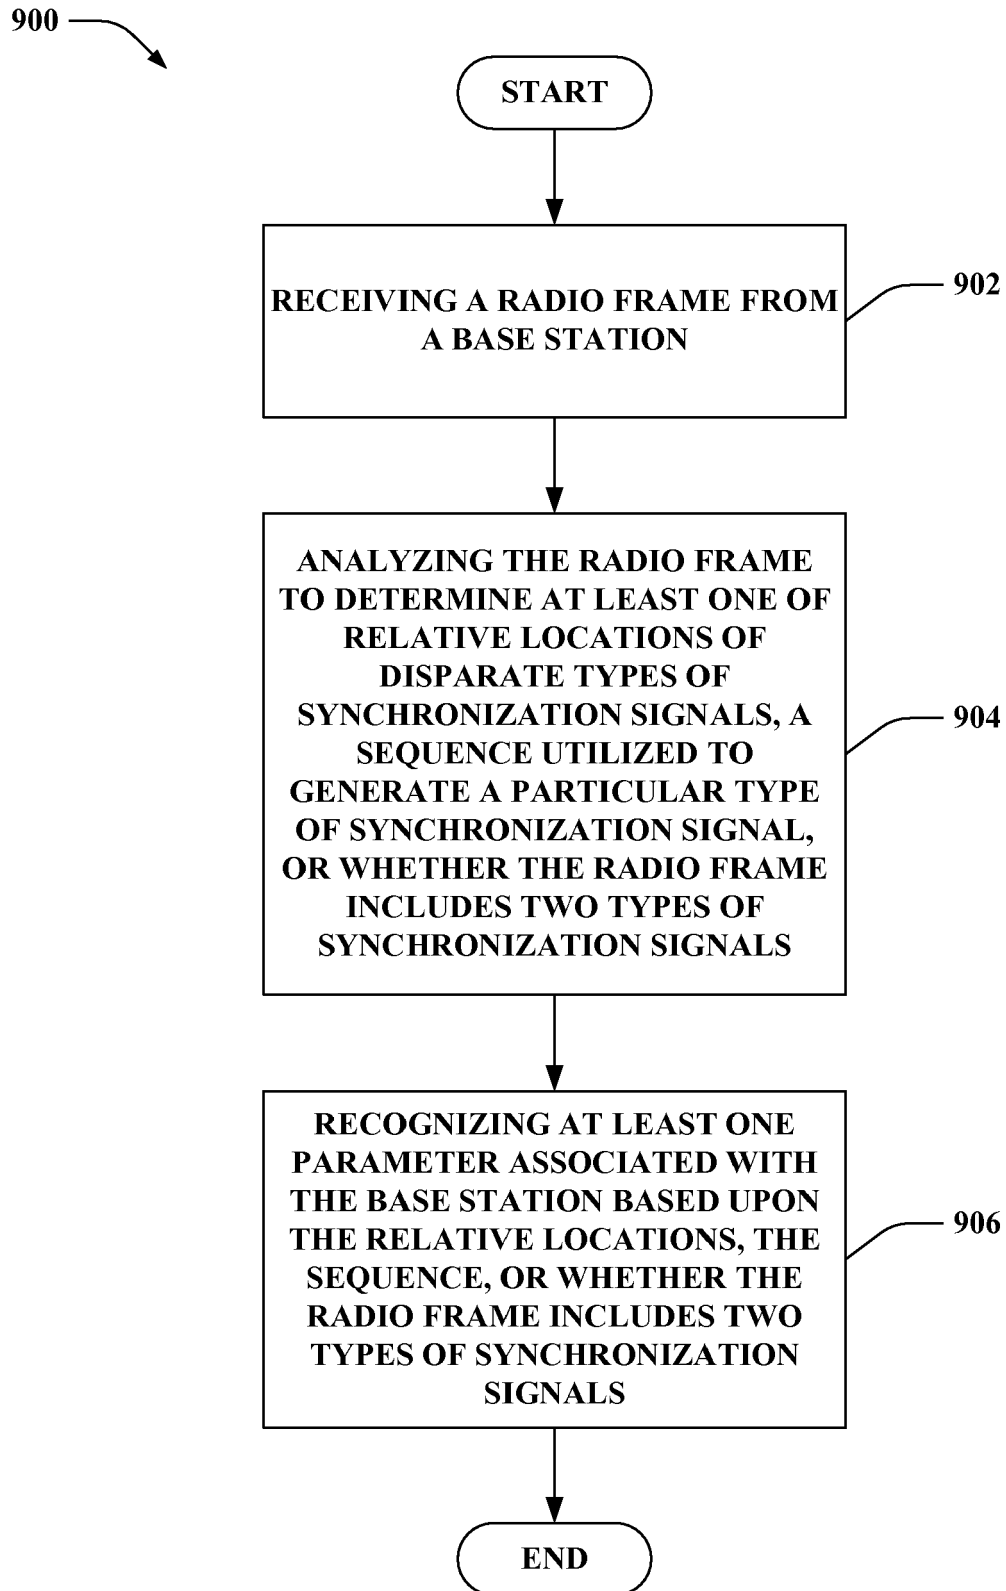 900
START
RECEIVING A RADIO FRAME FROM
A BASE STATION
902
ANALYZING THE RADIO FRAME
TO DETERMINE AT LEAST ONE OF
RELATIVE LOCATIONS OF
DISPARATE TYPES OF
SYNCHRONIZATION SIGNALS, A
SEQUENCE UTILIZED TO
GENERATE A PARTICULAR TYPE
OF SYNCHRONIZATION SIGNAL,
OR WHETHER THE RADIO FRAME
INCLUDES TWO TYPES OF
SYNCHRONIZATION SIGNALS
904
RECOGNIZING AT LEAST ONE
PARAMETER ASSOCIATED WITH
THE BASE STATION BASED UPON
THE RELATIVE LOCATIONS, THE
SEQUENCE, OR WHETHER THE
RADIO FRAME INCLUDES TWO
TYPES OF SYNCHRONIZATION
SIGNALS
906
END